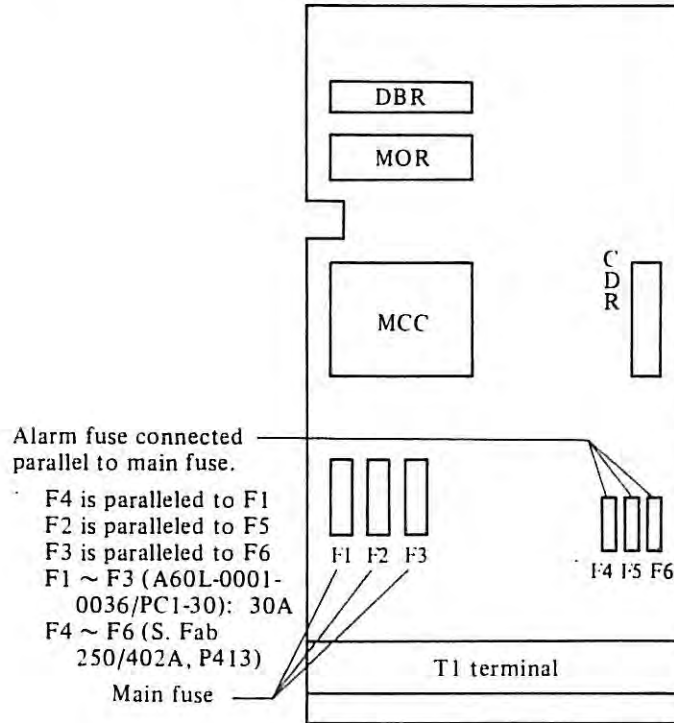 DBR
MOR
MCC
C
D
R
Alarm fuse connected
parallel to main fuse.
F4 is paralleled to F1
F2 is paralleled to F5
F3 is paralleled to F6
F1 ~ F3 (A60L-0001-
0036/PC1-30): 30A
F4 ~ F6 (S. Fab
250/402A, P413)
Main fuse
F1 F2 F3
F4 F5 F6
T1 terminal